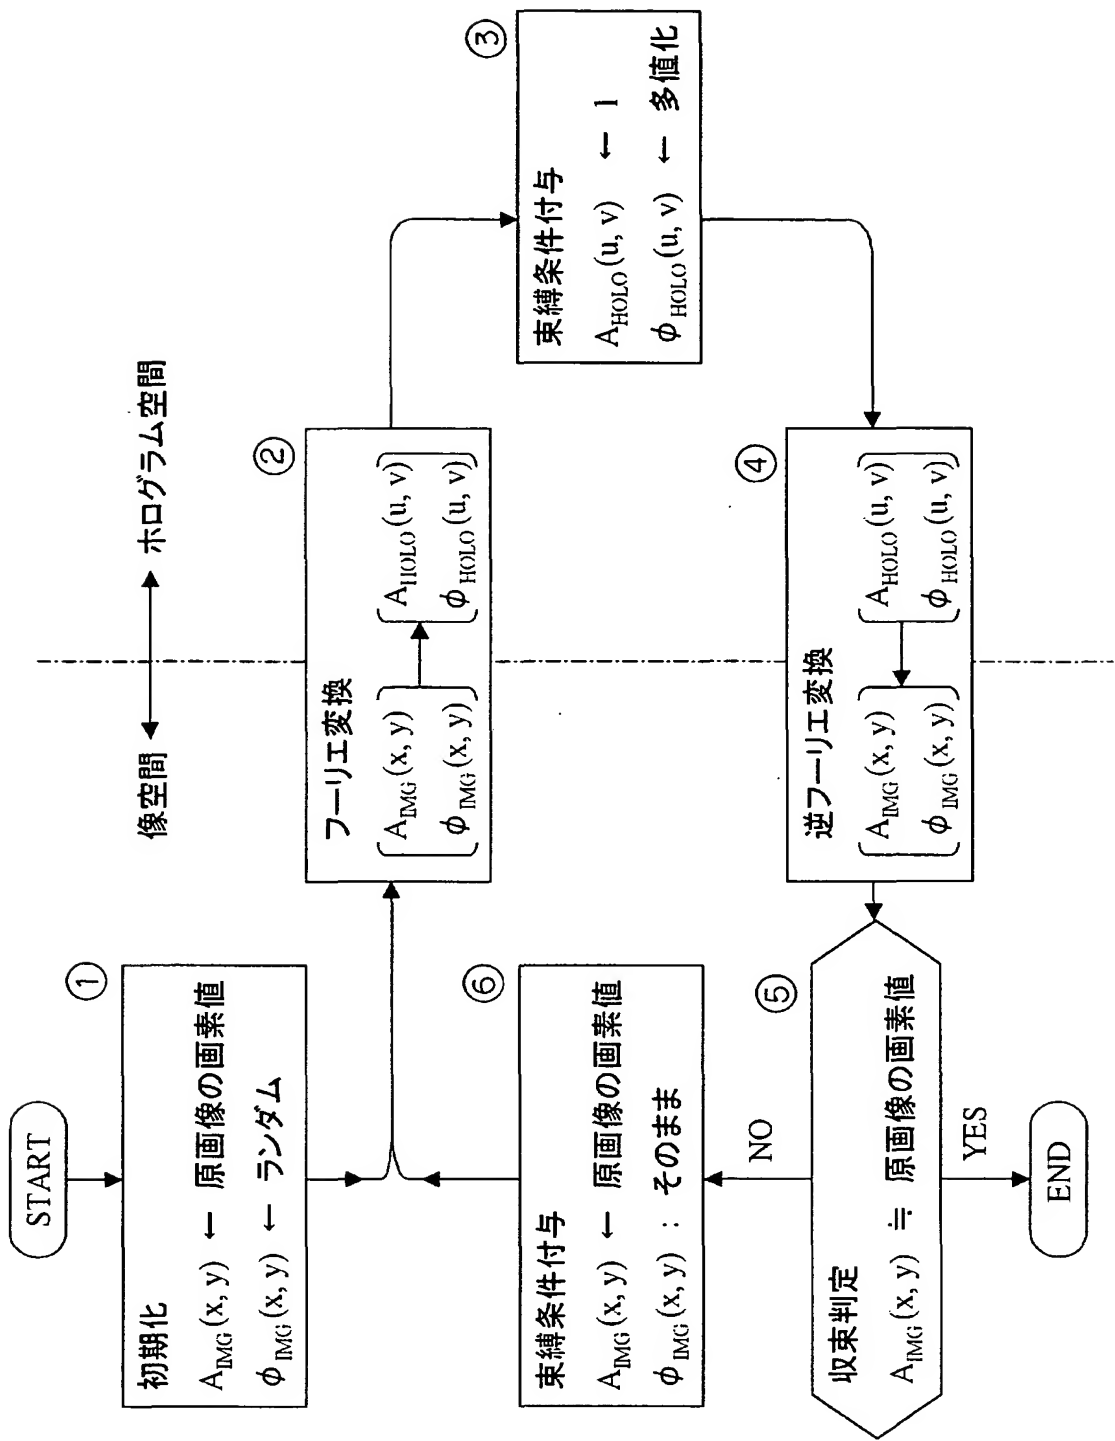 START
像空間 ホログラム空間
①
初期化
A_IMG(x, y) ← 原画像の画素値
φ_IMG(x, y) ← ランダム
②
フーリエ変換
A_IMG(x, y) A_HOLO(u, v)
φ_IMG(x, y) φ_HOLO(u, v)
③
束縛条件付与
A_HOLO(u, v) ← 1
φ_HOLO(u, v) ← 多値化
④
逆フーリエ変換
A_IMG(x, y) A_HOLO(u, v)
φ_IMG(x, y) φ_HOLO(u, v)
⑤
収束判定
A_IMG(x, y) ≒ 原画像の画素値
NO
YES
⑥
束縛条件付与
A_IMG(x, y) ← 原画像の画素値
φ_IMG(x, y) : そのまま
END